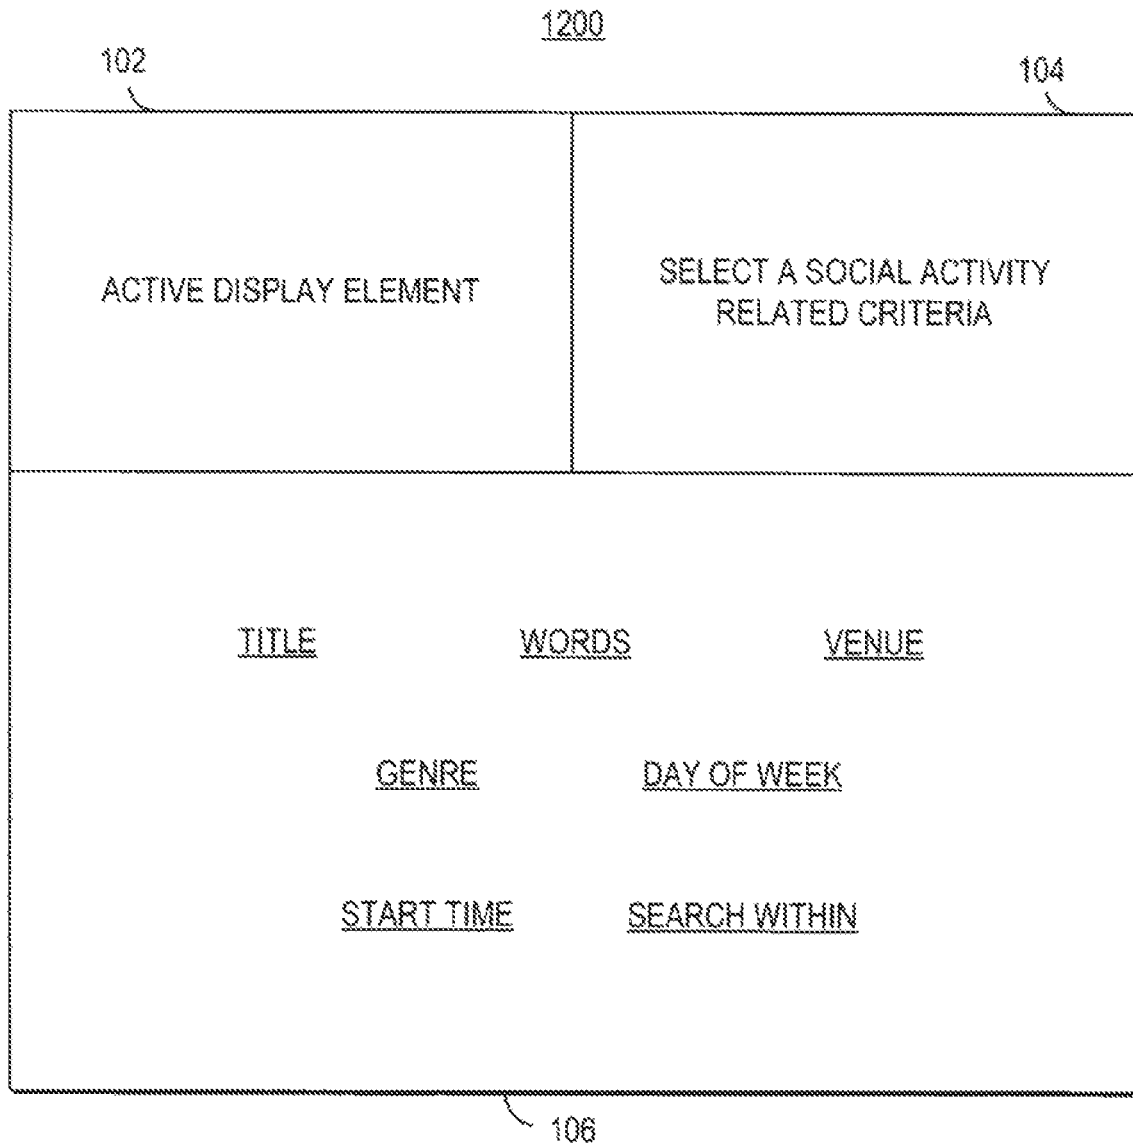 1200
102
104
ACTIVE DISPLAY ELEMENT
SELECT A SOCIAL ACTIVITY
RELATED CRITERIA
TITLE WORDS VENUE
GENRE DAY OF WEEK
START TIME SEARCH WITHIN
106